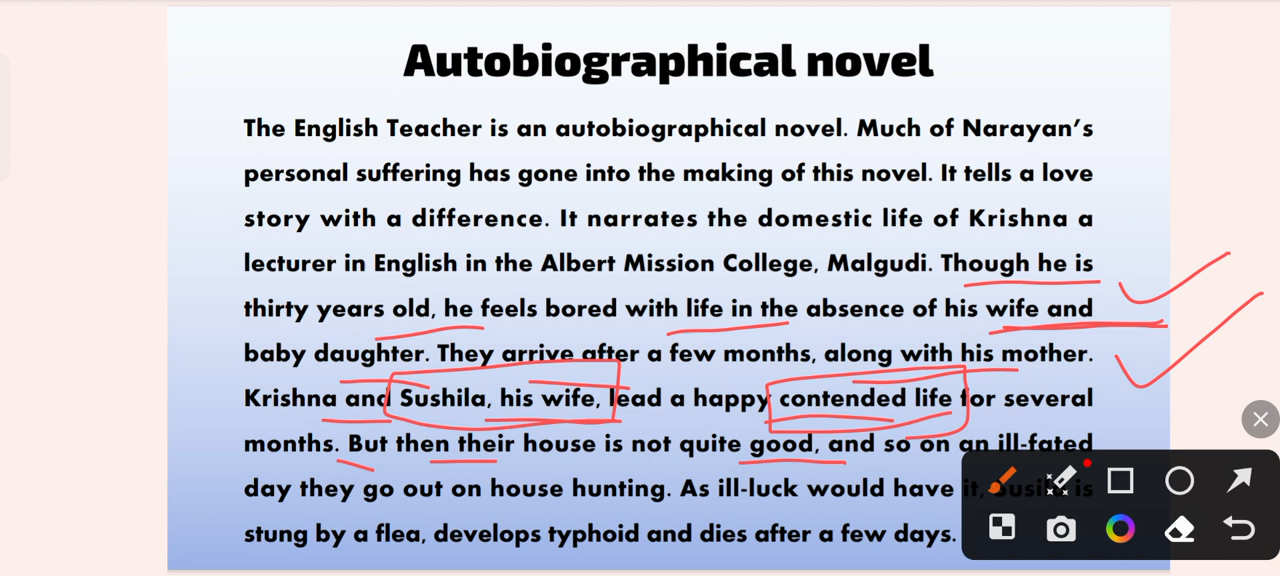 Autobiographical novel
The English Teacher is an autobiographical novel. Much of Narayan's
personal suffering has gone into the making of this novel. It tells a love
story with a difference. It narrates the domestic life of Krishna a
lecturer in English in the Albert Mission College, Malgudi. Though he is
thirty years old, he feels bored with life in the absence of his wife and
baby daughter. They arrive after a few months, along with his mother.
Krishna and Sushila, his wife, lead a happy contended life for several
months. But then their house is not quite good, and so on an ill-fated
day they go out on house hunting. As ill-luck would have it, is
stung by a flea, develops typhoid and dies after a few days.